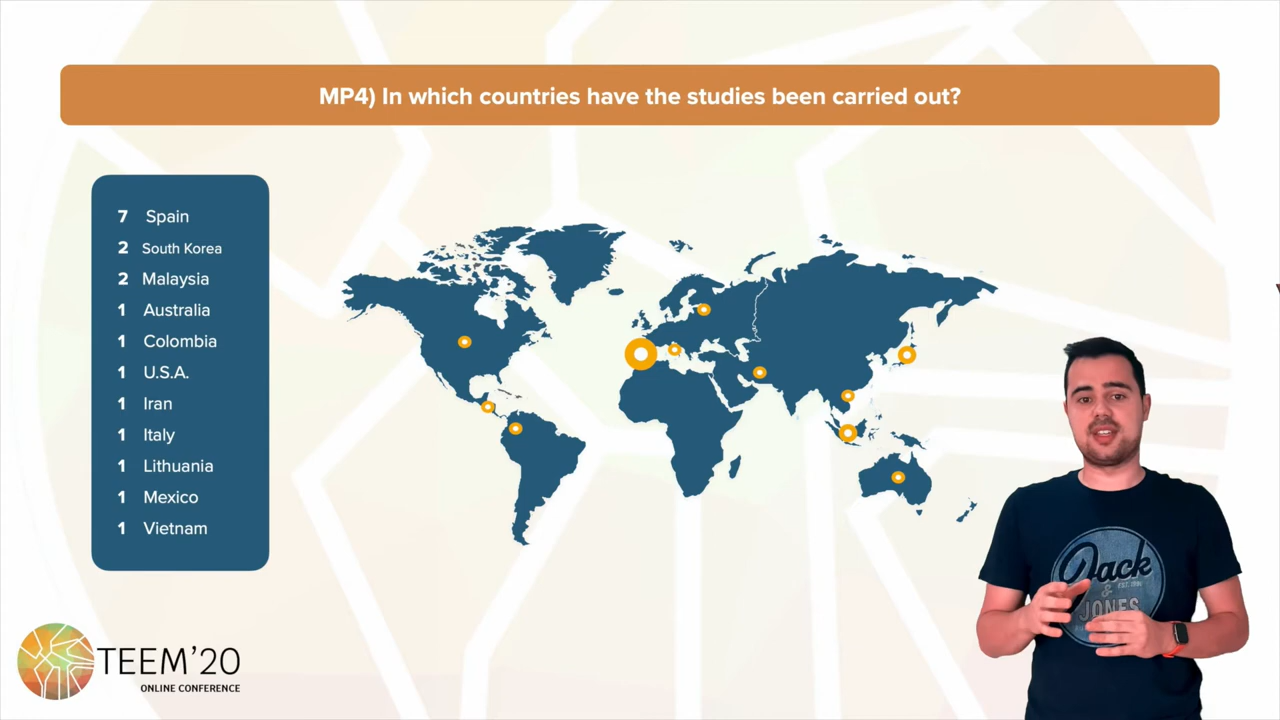 MP4) In which countries have the studies been carried out?
7 Spain
2 South Korea
2 Malaysia
1 Australia
1 Colombia
1 U.S.A.
1 Iran
1 Italy
1 Lithuania
1 Mexico
1 Vietnam
Jack
&
JONES
TEEM'20
ONLINE CONFERENCE